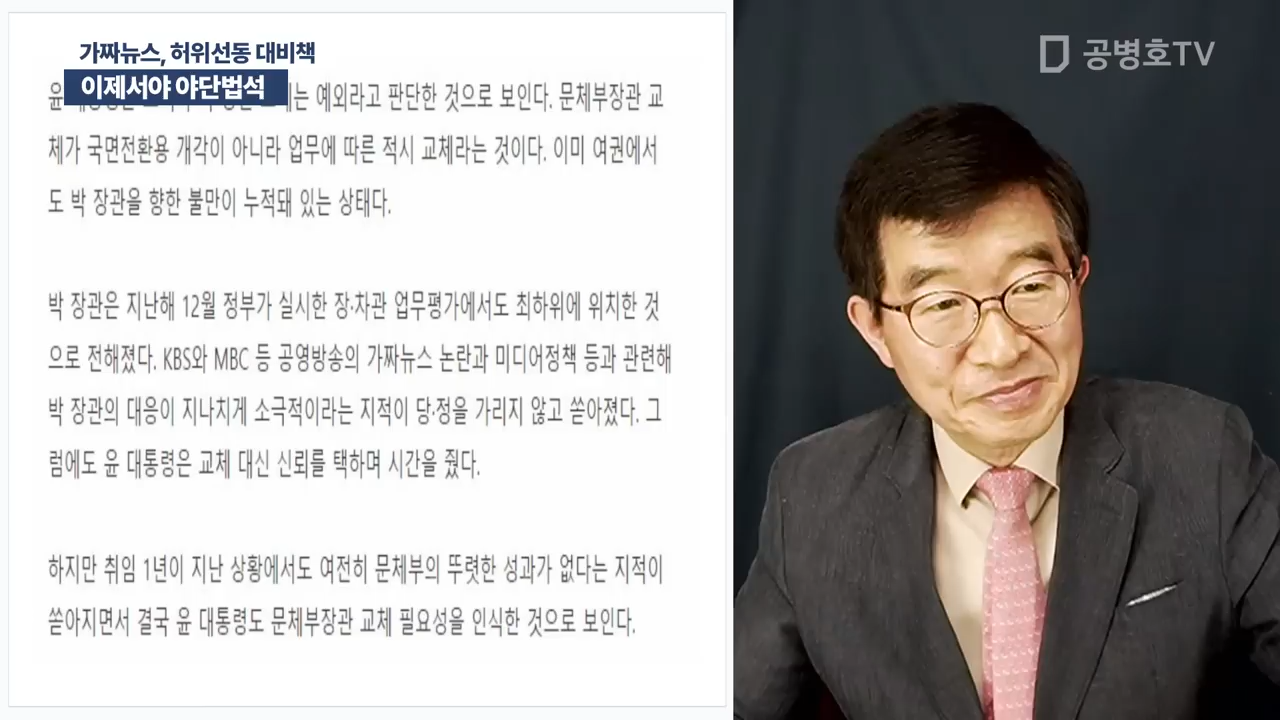 가짜뉴스, 허위선동 대비책
이제서야 야단법석
공병호TV
윤 는 예외라고 판단한 것으로 보인다. 문체부장관 교
체가 국면전환용 개각이 아니라 업무에 따른 적시 교체라는 것이다. 이미 여권에서
도 박 장관을 향한 불만이 누적돼 있는 상태다.
박 장관은 지난해 12월 정부가 실시한 장·차관 업무평가에서도 최하위에 위치한 것
으로 전해졌다. KBS와 MBC 등 공영방송의 가짜뉴스 논란과 미디어정책 등과 관련해
박 장관의 대응이 지나치게 소극적이라는 지적이 당·정을 가리지 않고 쏟아졌다. 그
럼에도 윤 대통령은 교체 대신 신뢰를 택하며 시간을 줬다.
하지만 취임 1년이 지난 상황에서도 여전히 문체부의 뚜렷한 성과가 없다는 지적이
쏟아지면서 결국 윤 대통령도 문체부장관 교체 필요성을 인식한 것으로 보인다.